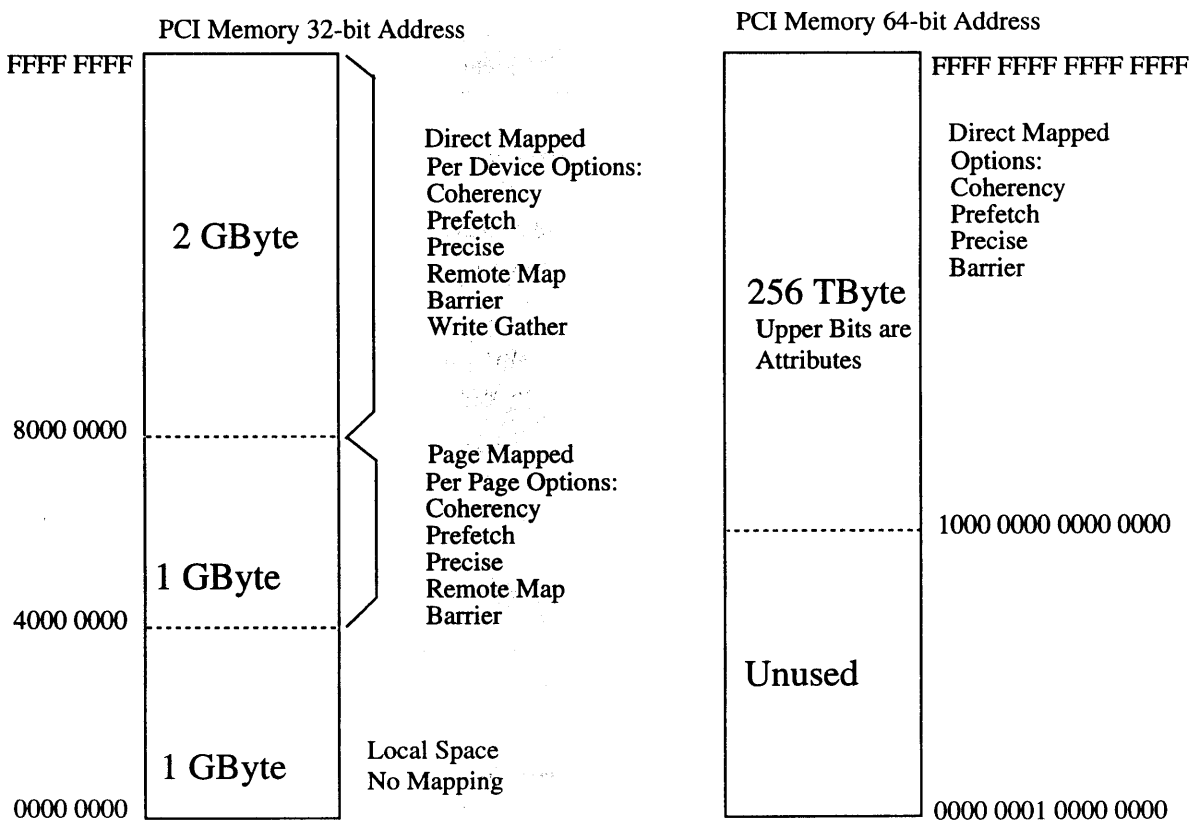 PCI Memory 32-bit Address
FFFF FFFF
2 GByte
Direct Mapped
Per Device Options:
Coherency
Prefetch
Precise
Remote Map
Barrier
Write Gather
8000 0000
Page Mapped
Per Page Options:
Coherency
Prefetch
Precise
Remote Map
Barrier
1 GByte
4000 0000
1 GByte
Local Space
No Mapping
0000 0000
PCI Memory 64-bit Address
FFFF FFFF FFFF FFFF
Direct Mapped
Options:
Coherency
Prefetch
Precise
Barrier
256 TByte
Upper Bits are
Attributes
1000 0000 0000 0000
Unused
0000 0001 0000 0000